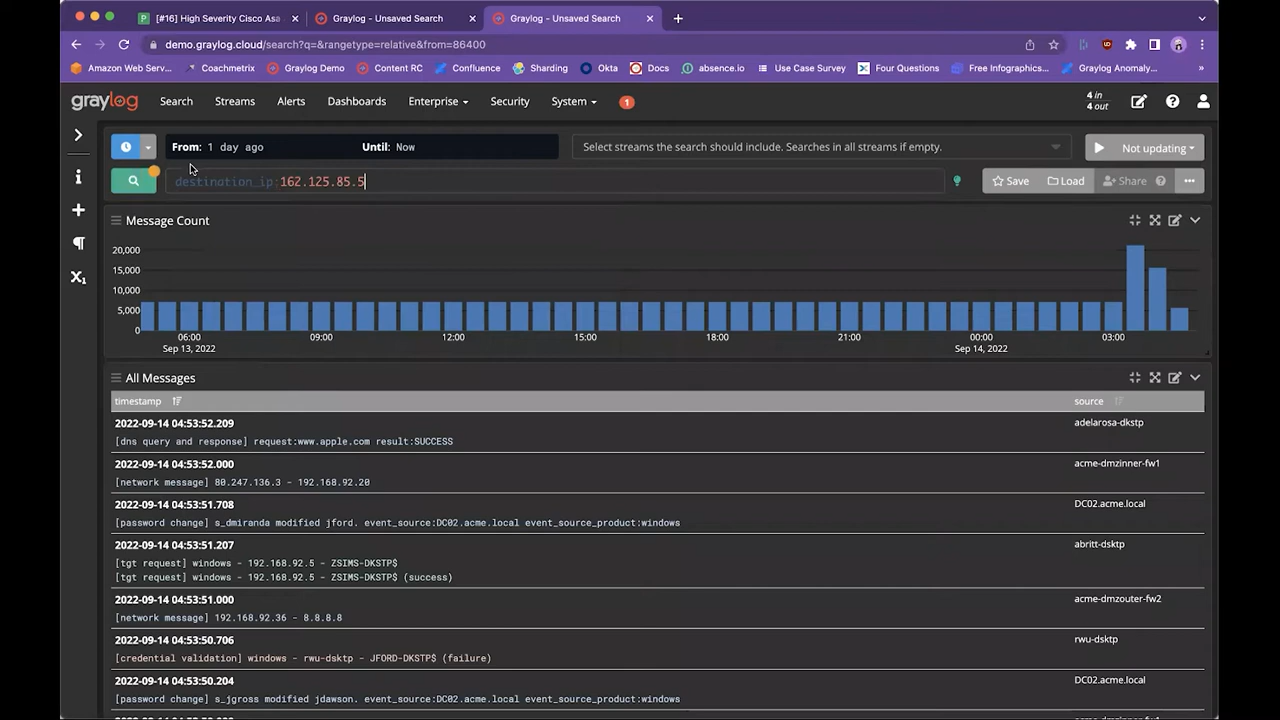 [#16] High Severity Cisco Asa
Graylog - Unsaved Search
Graylog - Unsaved Search
demo.graylog.cloud/search?q=&rangetype=relative&from=86400
Amazon Web Serv...
Coachmetrix
Graylog Demo
Content RC
Confluence
Sharding
Okta
Docs
absence.io
Use Case Survey
Four Questions
Free Infographics...
Graylog Anomaly...
»
graylog
Search
Streams
Alerts
Dashboards
Enterprise
Security
System
1
4 in
4 out
From: 1 day ago
Until: Now
Select streams the search should include. Searches in all streams if empty.
Not updating
destination_ip:162.125.85.5
Save
Load
Share
Message Count
20,000
15,000
10,000
5,000
0
06:00
Sep 13, 2022
09:00
12:00
15:00
18:00
21:00
00:00
Sep 14, 2022
03:00
X₁
All Messages
timestamp
source
2022-09-14 04:53:52.209
adelarosa-dkstp
[dns query and response] request:www.apple.com result:SUCCESS
2022-09-14 04:53:52.000
acme-dmzinner-fw1
[network message] 80.247.136.3 - 192.168.92.20
2022-09-14 04:53:51.708
DC02.acme.local
[password change] s_dmiranda modified jford. event_source:DC02.acme.local event_source_product:windows
2022-09-14 04:53:51.207
abritt-dsktp
[tgt request] windows - 192.168.92.5 - ZSIMS-DKSTP$
[tgt request] windows - 192.168.92.5 - ZSIMS-DKSTP$ (success)
2022-09-14 04:53:51.000
acme-dmzouter-fw2
[network message] 192.168.92.36 - 8.8.8.8
2022-09-14 04:53:50.706
rwu-dsktp
[credential validation] windows - rwu-dsktp - JFORD-DKSTP$ (failure)
2022-09-14 04:53:50.204
DC02.acme.local
[password change] s_jgross modified jdawson. event_source:DC02.acme.local event_source_product:windows